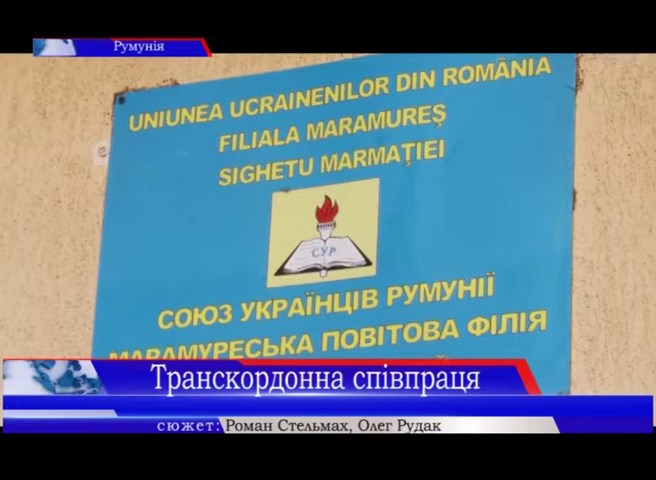 Румунія
UNIUNEA UCRAINENILOR DIN ROMÂNIA
FILIALA MARAMUREȘ
SIGHETU MARMAȚIEI
СУР
СОЮЗ УКРАЇНЦІВ РУМУНІЇ
МАРАМУРЕСЬКА ПОВІТОВА ФІЛІЯ
Транскордонна співпраця
сюжет: Роман Стельмах, Олег Рудак